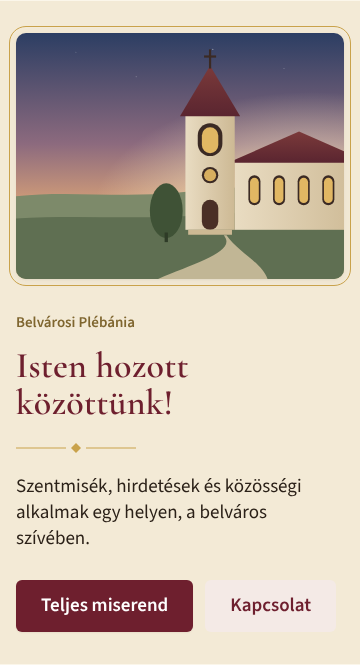 Belvárosi Plébánia
Isten hozott
közöttünk!
Szentmisék, hirdetések és közösségi
alkalmak egy helyen, a belváros
szívében.
Teljes miserend
Kapcsolat